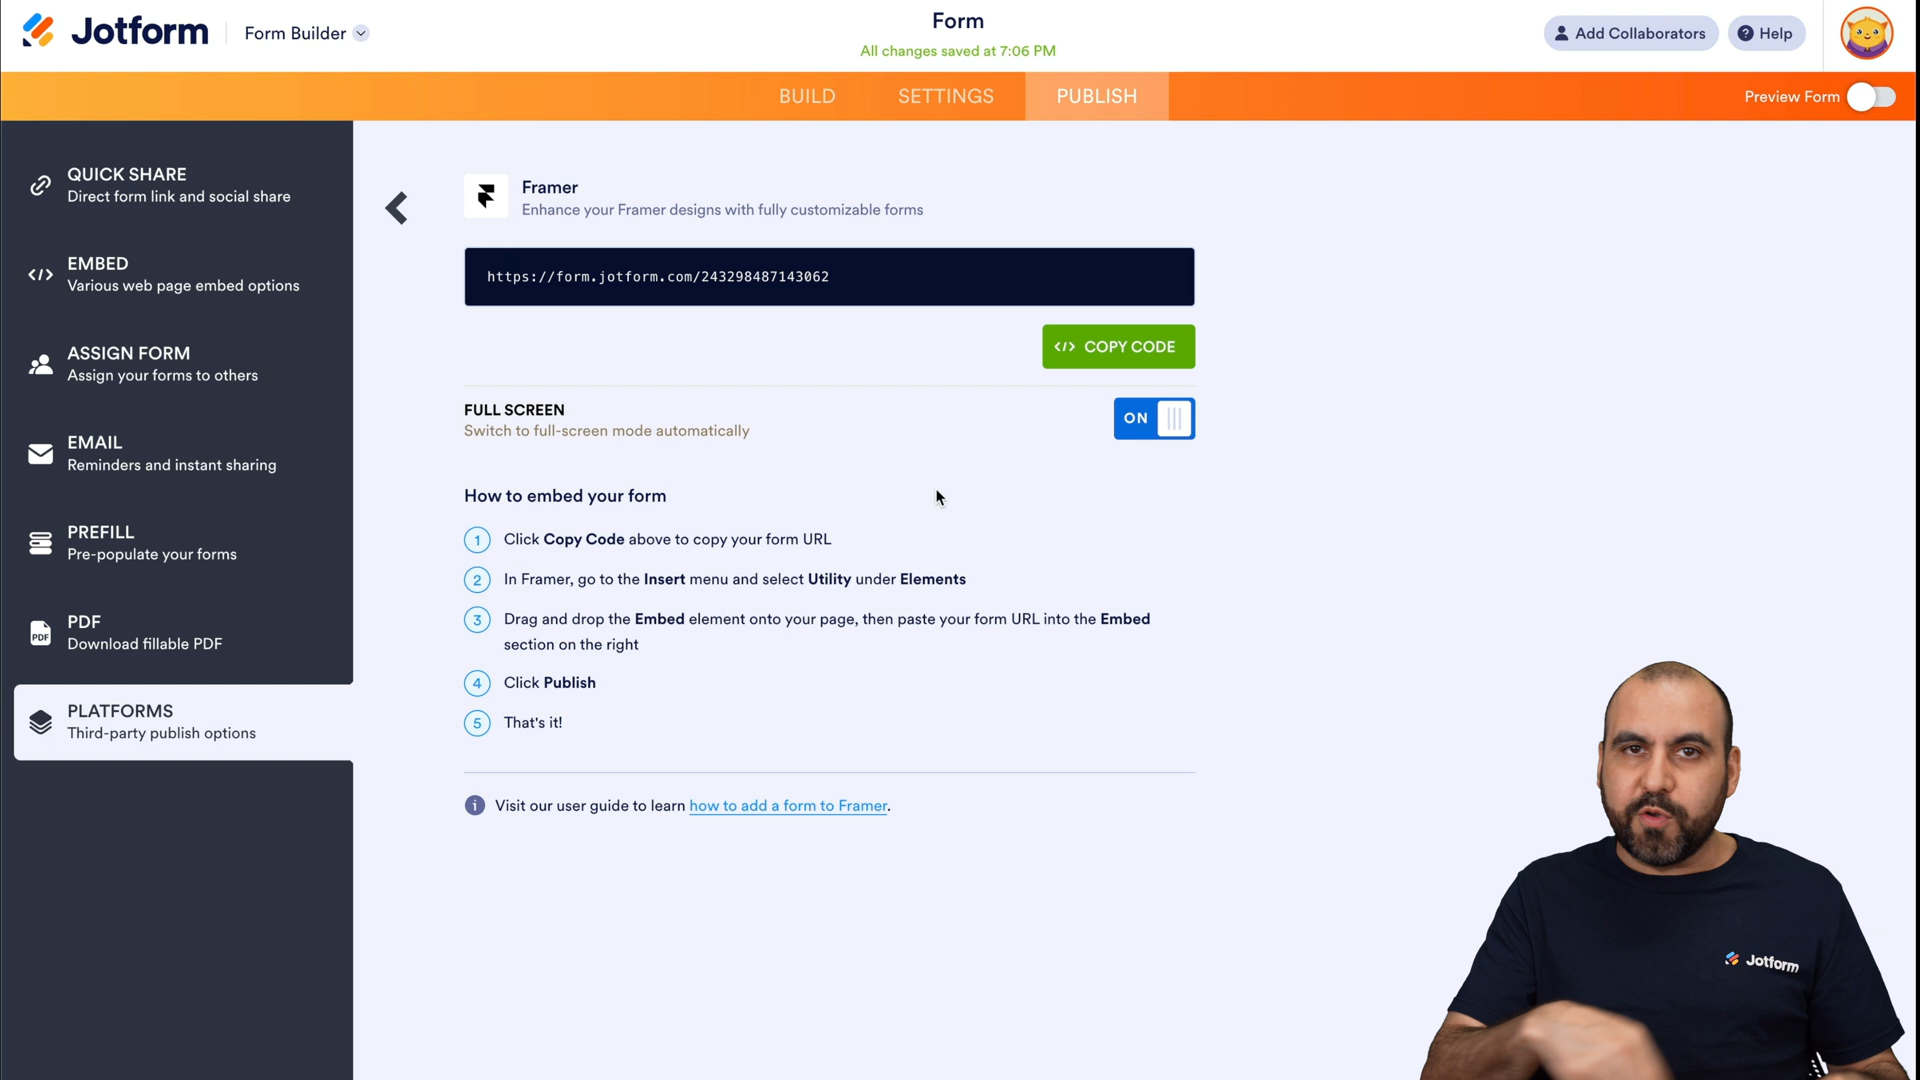 Jotform
Form Builder
Form
All changes saved at 7:06 PM
Add Collaborators
Help
BUILD
SETTINGS
PUBLISH
Preview Form
QUICK SHARE
Direct form link and social share
EMBED
Various web page embed options
ASSIGN FORM
Assign your forms to others
EMAIL
Reminders and instant sharing
PREFILL
Pre-populate your forms
PDF
PDF
Download fillable PDF
PLATFORMS
Third-party publish options
Framer
Enhance your Framer designs with fully customizable forms
https://form.jotform.com/243298487143062
</> COPY CODE
FULL SCREEN
Switch to full-screen mode automatically
ON
How to embed your form
1 Click Copy Code above to copy your form URL
2 In Framer, go to the Insert menu and select Utility under Elements
3 Drag and drop the Embed element onto your page, then paste your form URL into the Embed
section on the right
4 Click Publish
5 That's it!
Visit our user guide to learn how to add a form to Framer.
Jotform